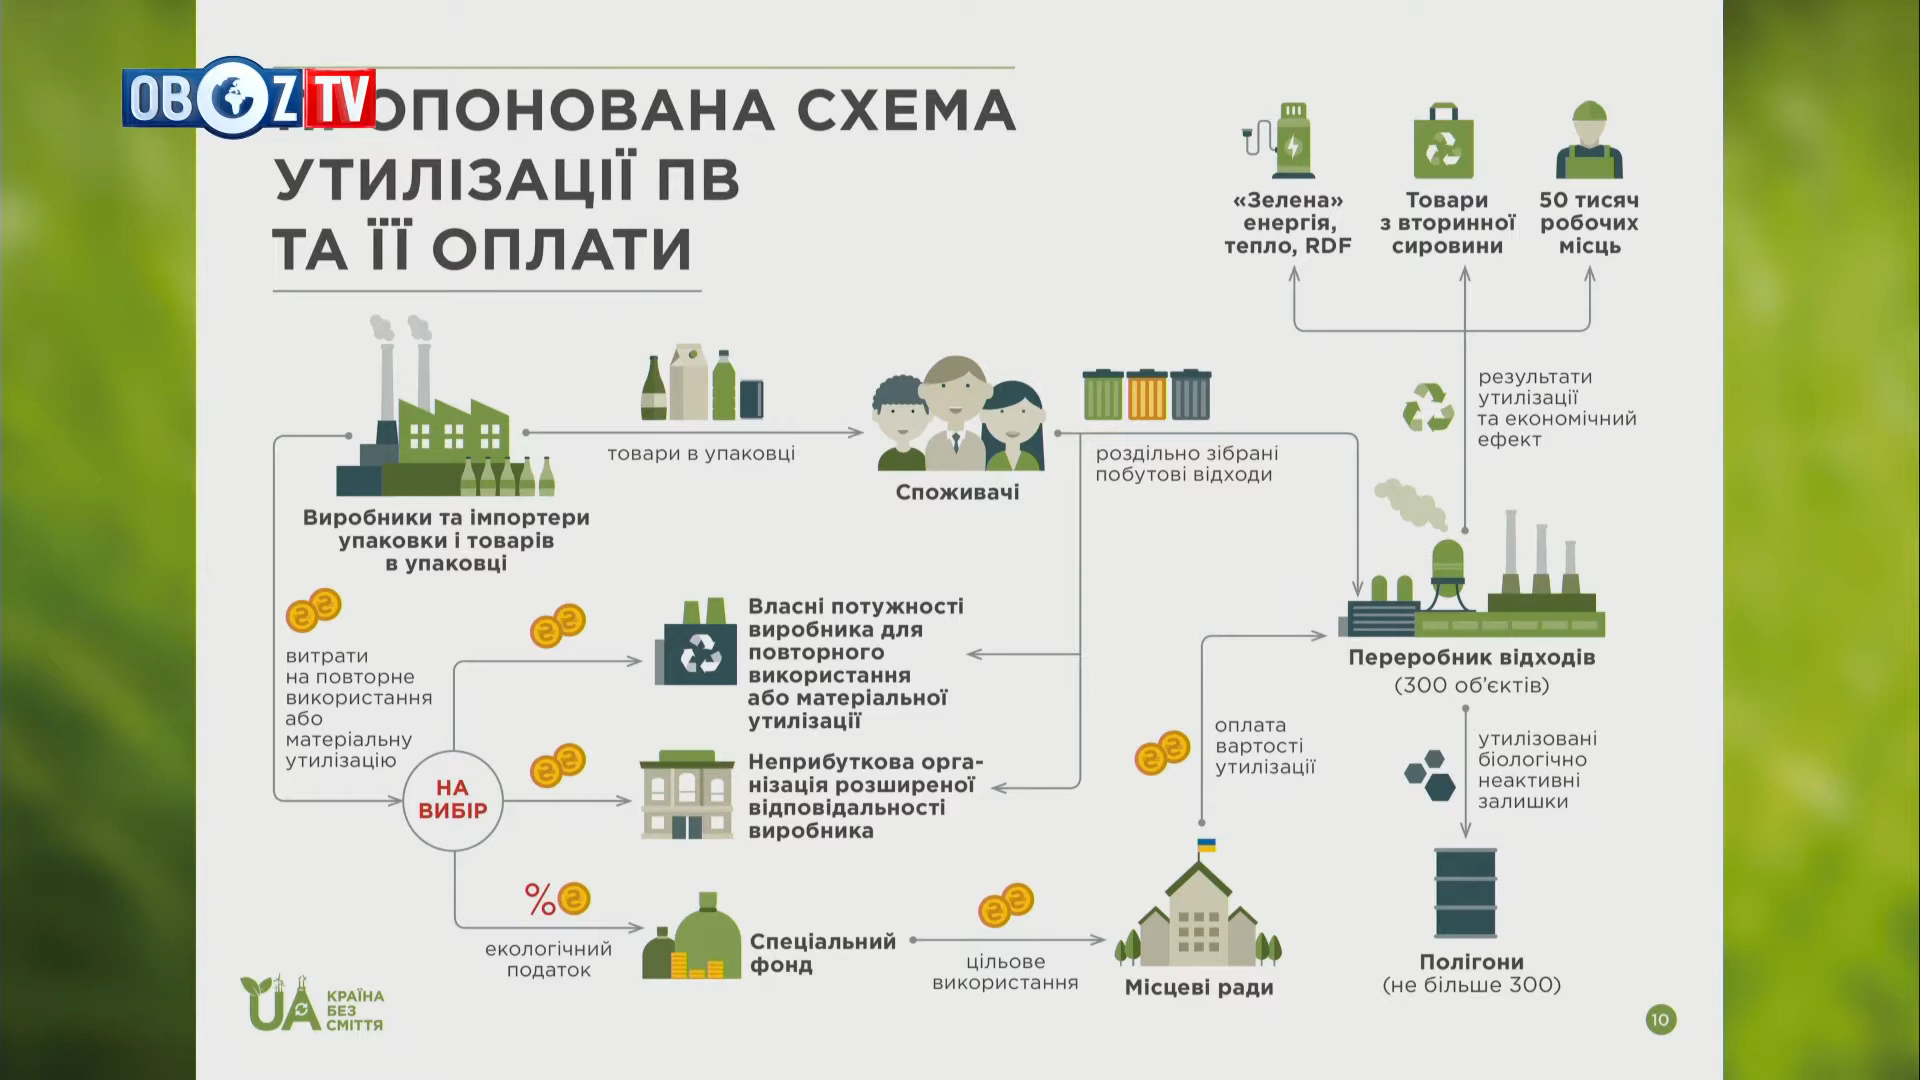 OBOZ TV
ПРОПОНОВАНА СХЕМА
УТИЛІЗАЦІЇ ПВ
ТА ЇЇ ОПЛАТИ
«Зелена»
енергія,
тепло, RDF
Товари
з вторинної
сировини
50 тисяч
робочих
місць
результати
утилізації
та економічний
ефект
товари в упаковці
роздільно зібрані
побутові відходи
Споживачі
Виробники та імпортери
упаковки і товарів
в упаковці
витрати
на повторне
використання
або
матеріальну
утилізацію
НА
ВИБІР
Власні потужності
виробника для
повторного
використання
або матеріальної
утилізації
Неприбуткова орга-
нізація розширеної
відповідальності
виробника
%
екологічний
податок
Спеціальний
фонд
цільове
використання
Місцеві ради
оплата
вартості
утилізації
Переробник відходів
(300 об'єктів)
утилізовані
біологічно
неактивні
залишки
Полігони
(не більше 300)
UA
КРАЇНА
БЕЗ
СМІТТЯ
10